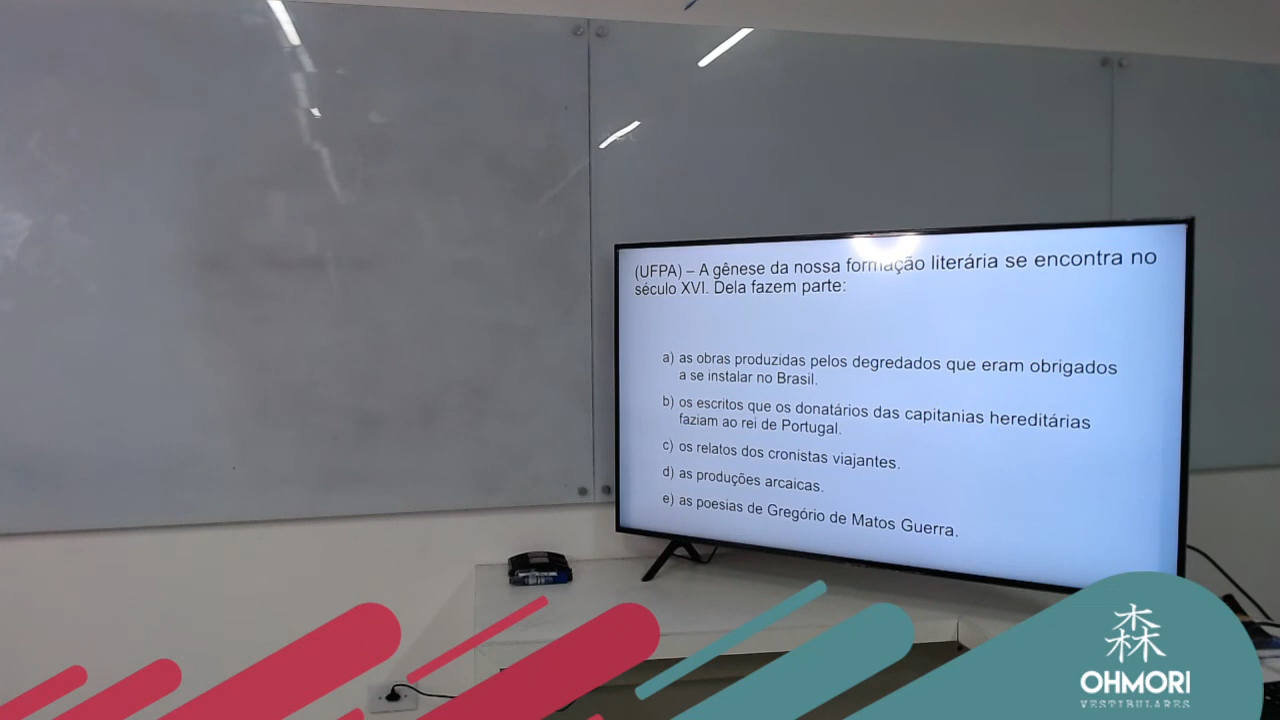 (UFPA) – A gênese da nossa formação literária se encontra no
século XVI. Dela fazem parte:
a) as obras produzidas pelos degredados que eram obrigados
a se instalar no Brasil.
b) os escritos que os donatários das capitanias hereditárias
faziam ao rei de Portugal.
c) os relatos dos cronistas viajantes.
d) as produções arcaicas.
e) as poesias de Gregório de Matos Guerra.
森
OHMORI
VESTIBULARES